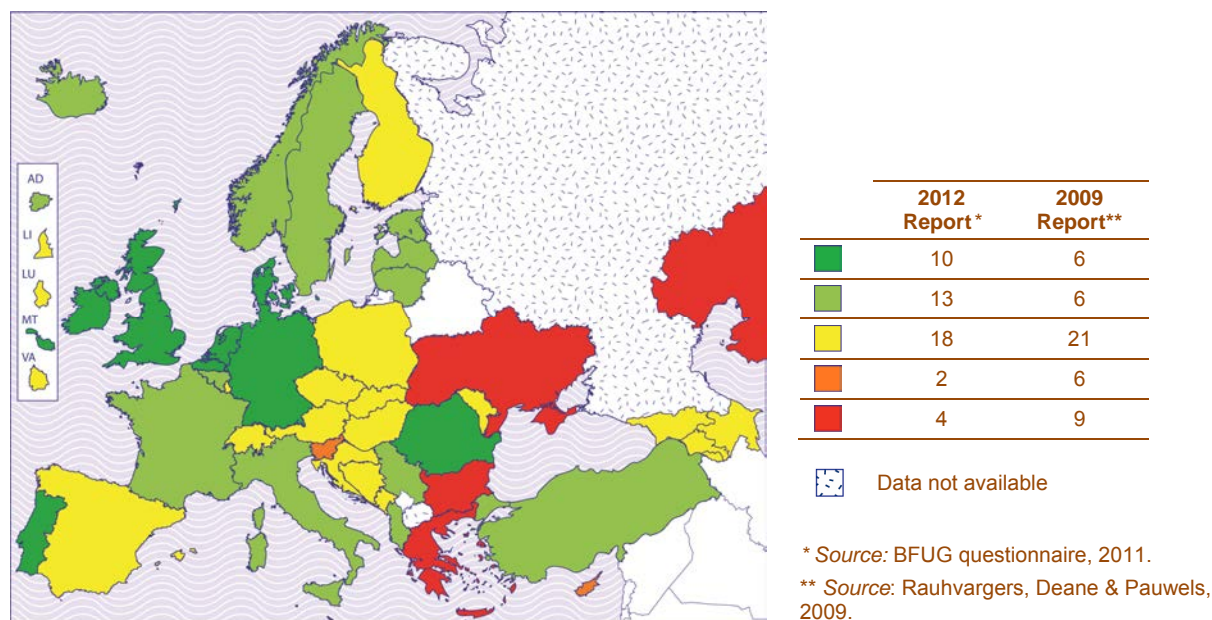 AD
LI
LU
MT
VA
2012 Report * 2009 Report**
10 6
13 6
18 21
2 6
4 9
Data not available
* Source: BFUG questionnaire, 2011.
** Source: Rauhvargers, Deane & Pauwels,
2009.